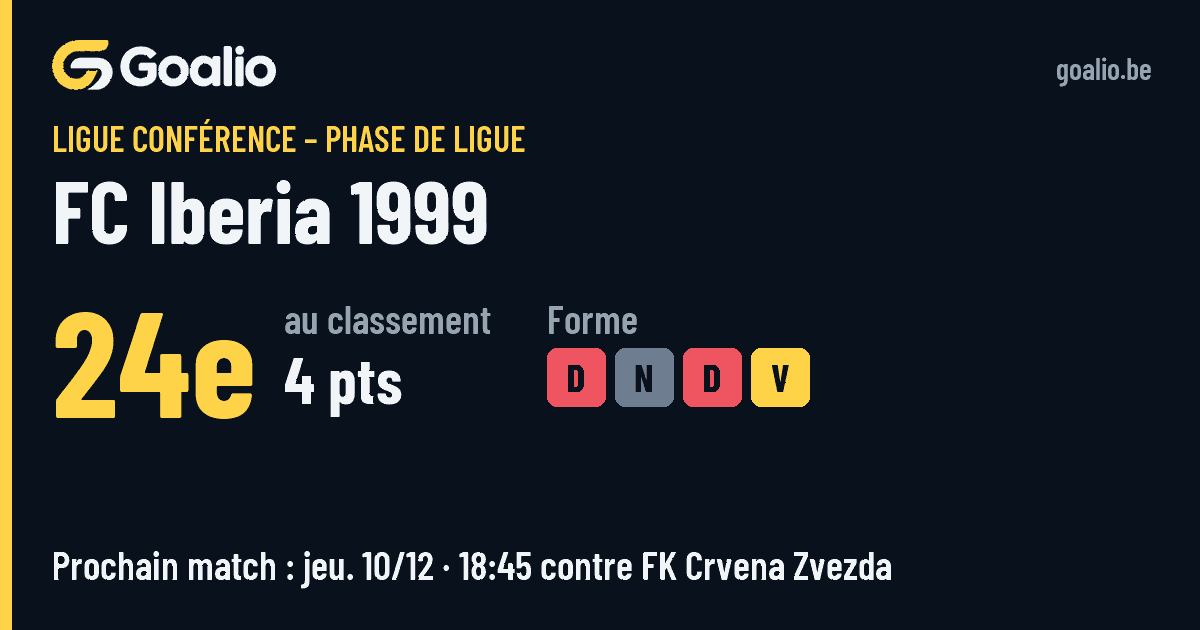 Goalio
goalio.be
LIGUE CONFÉRENCE – PHASE DE LIGUE
FC Iberia 1999
24e
au classement
4 pts
Forme
D N D V
Prochain match : jeu. 10/12 · 18:45 contre FK Crvena Zvezda